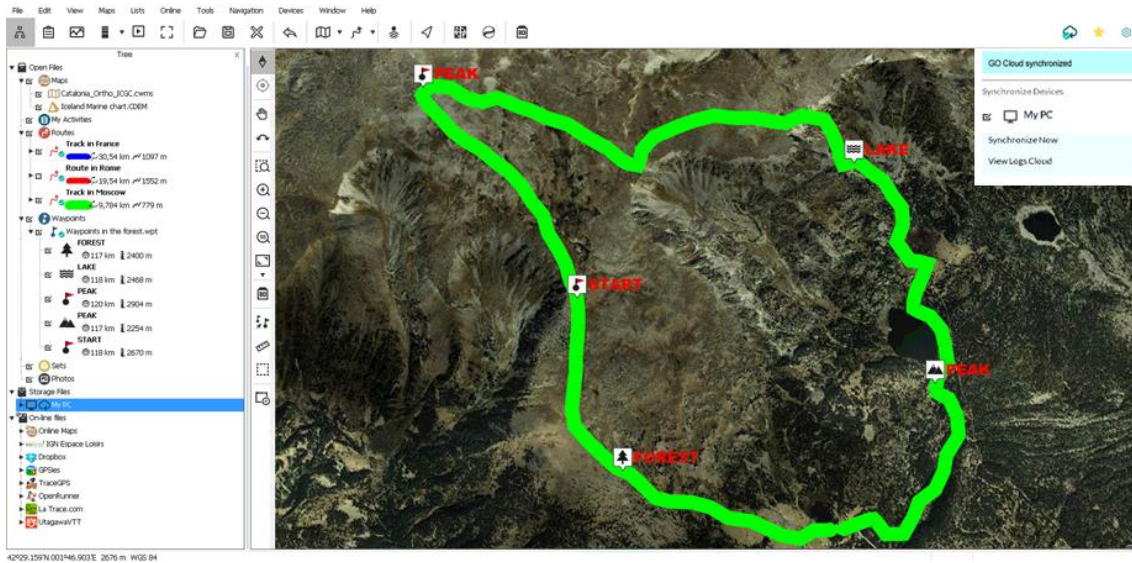 File Edit View Maps Lists Online Tools Navigation Devices Window Help
Tree X
Open Files
Maps
Catalonia_Ortho_ICGC.cwms
Iceland Marine chart.CDEM
My Activities
Routes
Track in France
30,54 km 1097 m
Route in Rome
19,54 km 1552 m
Track in Moscow
9,784 km 779 m
Waypoints
Waypoints in the forest.wpt
FOREST
117 km 2400 m
LAKE
118 km 2468 m
PEAK
120 km 2904 m
PEAK
117 km 2254 m
START
118 km 2670 m
Sets
Photos
Storage Files
My PC
On-line files
Online Maps
IGN Espace Loisirs
Dropbox
GPSies
TraceGPS
OpenRunner
La Trace.com
UtagawaVTT
3D
PEAK
LAKE
START
PEAK
FOREST
GO Cloud synchronized
Synchronize Devices
My PC
Synchronize Now
View Logs Cloud
42º29.159'N 001º46.903'E 2676 m WGS 84